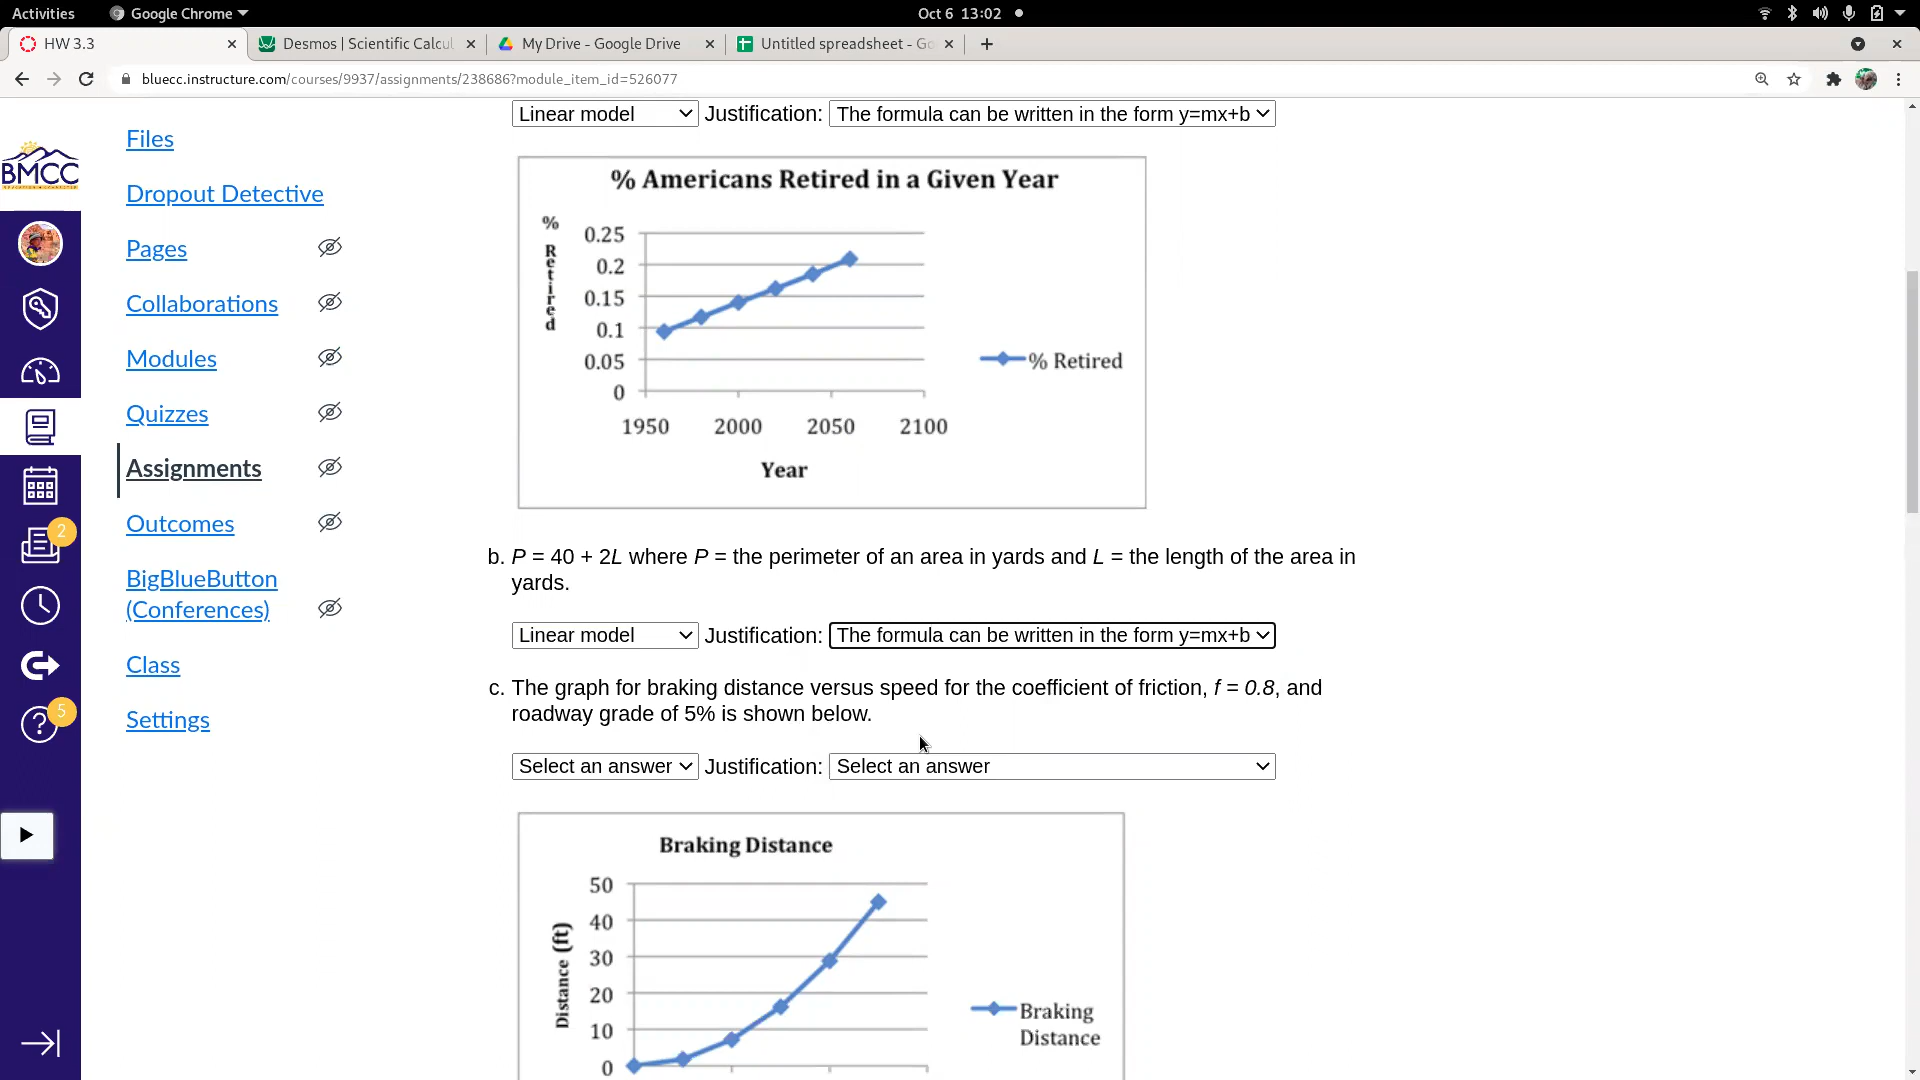 Activities
Google Chrome
Oct 6 13:02
HW 3.3
Desmos | Scientific Calcul
My Drive - Google Drive
Untitled spreadsheet - Go
bluecc.instructure.com/courses/9937/assignments/238686?module_item_id=526077
BMCC
2
5
Files
Dropout Detective
Pages
Collaborations
Modules
Quizzes
Assignments
Outcomes
BigBlueButton
(Conferences)
Class
Settings
Linear model Justification: The formula can be written in the form y=mx+b
% Americans Retired in a Given Year
% Retired
0.25
0.2
0.15
0.1
0.05
0
1950 2000 2050 2100
Year
% Retired
b. P = 40 + 2L where P = the perimeter of an area in yards and L = the length of the area in
yards.
Linear model Justification: The formula can be written in the form y=mx+b
c. The graph for braking distance versus speed for the coefficient of friction, f = 0.8, and
roadway grade of 5% is shown below.
Select an answer Justification: Select an answer
Braking Distance
Distance (ft)
50
40
30
20
10
0
Braking
Distance